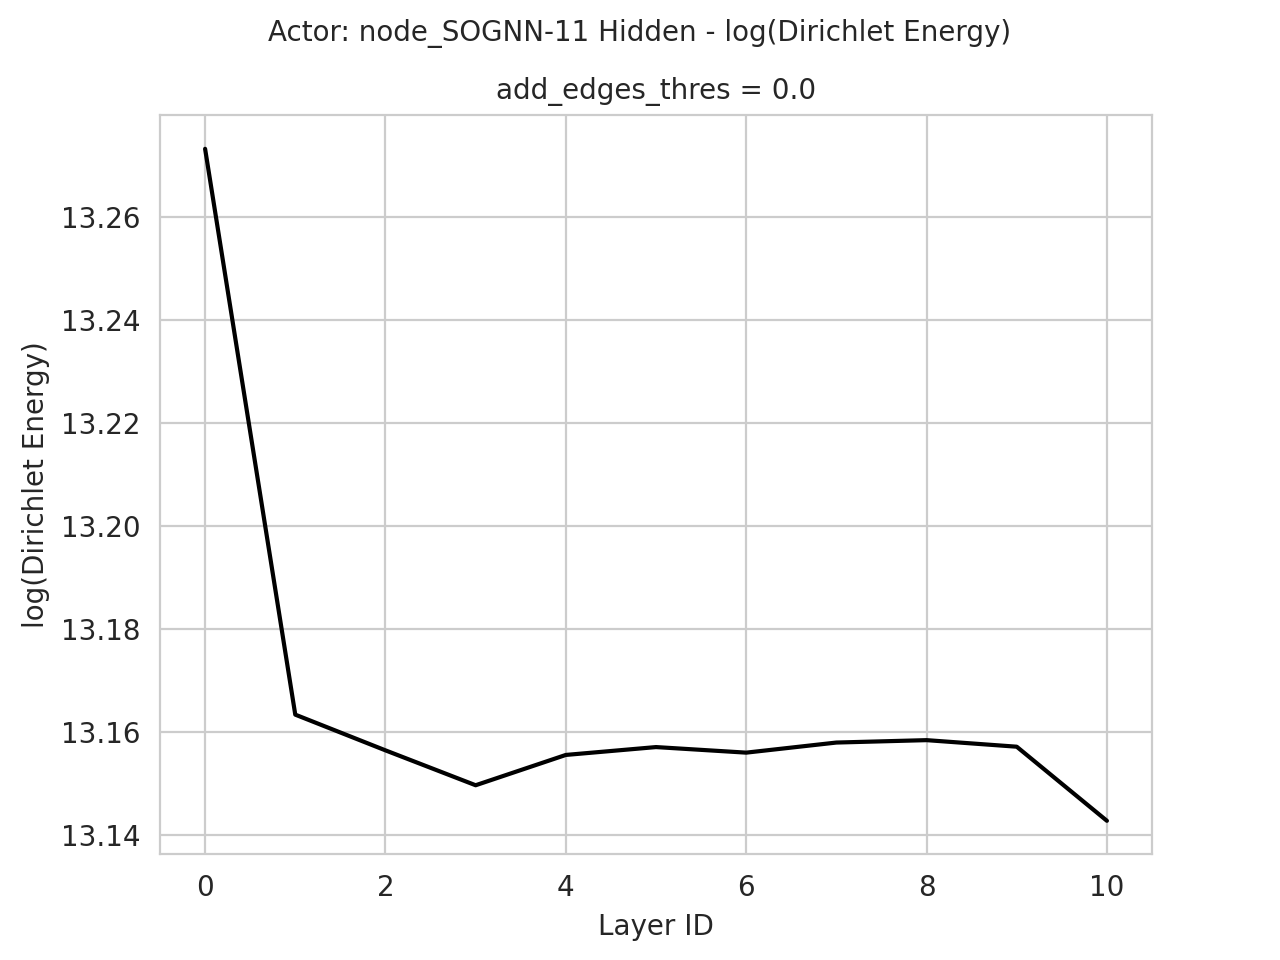 Actor: node_SOGNN-11 Hidden - log(Dirichlet Energy)
add_edges_thres = 0.0
log(Dirichlet Energy)
13.26
13.24
13.22
13.20
13.18
13.16
13.14
0 2 4 6 8 10
Layer ID